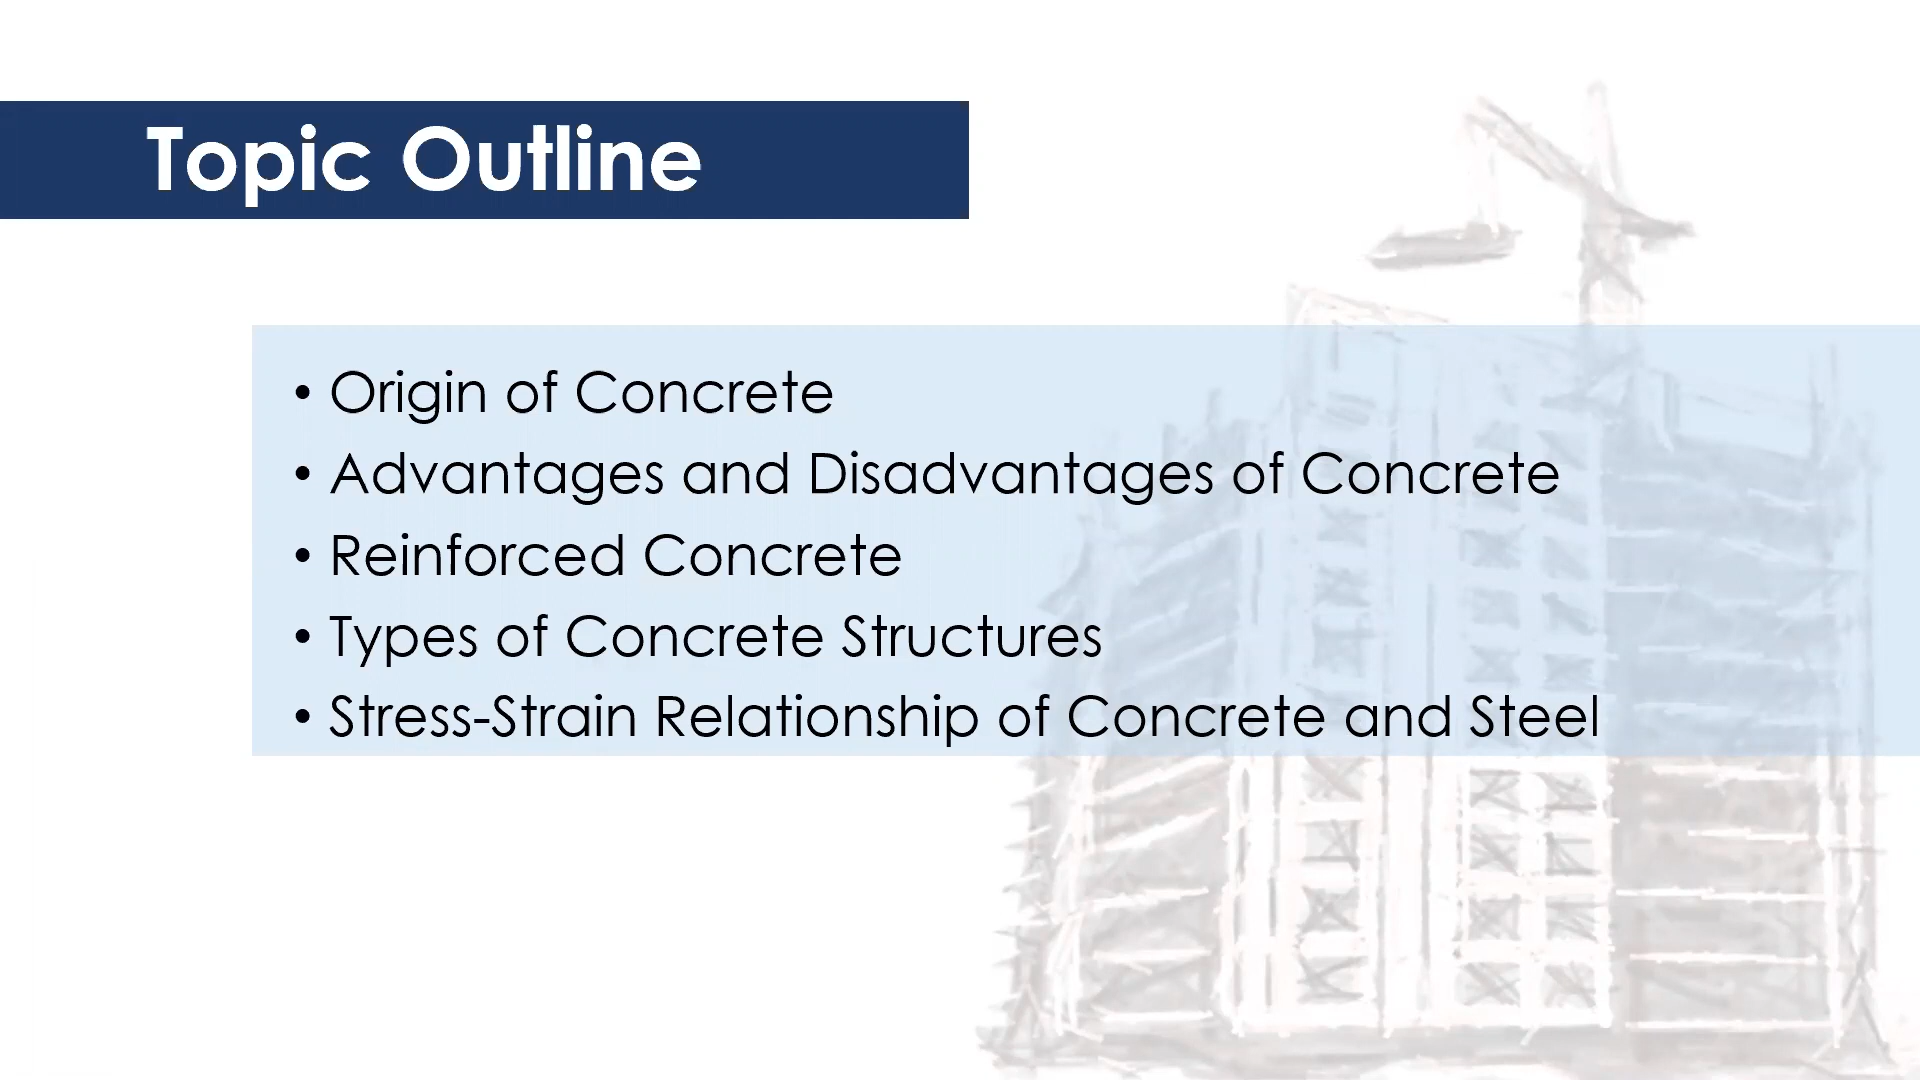 Topic Outline
• Origin of Concrete
• Advantages and Disadvantages of Concrete
• Reinforced Concrete
• Types of Concrete Structures
• Stress-Strain Relationship of Concrete and Steel